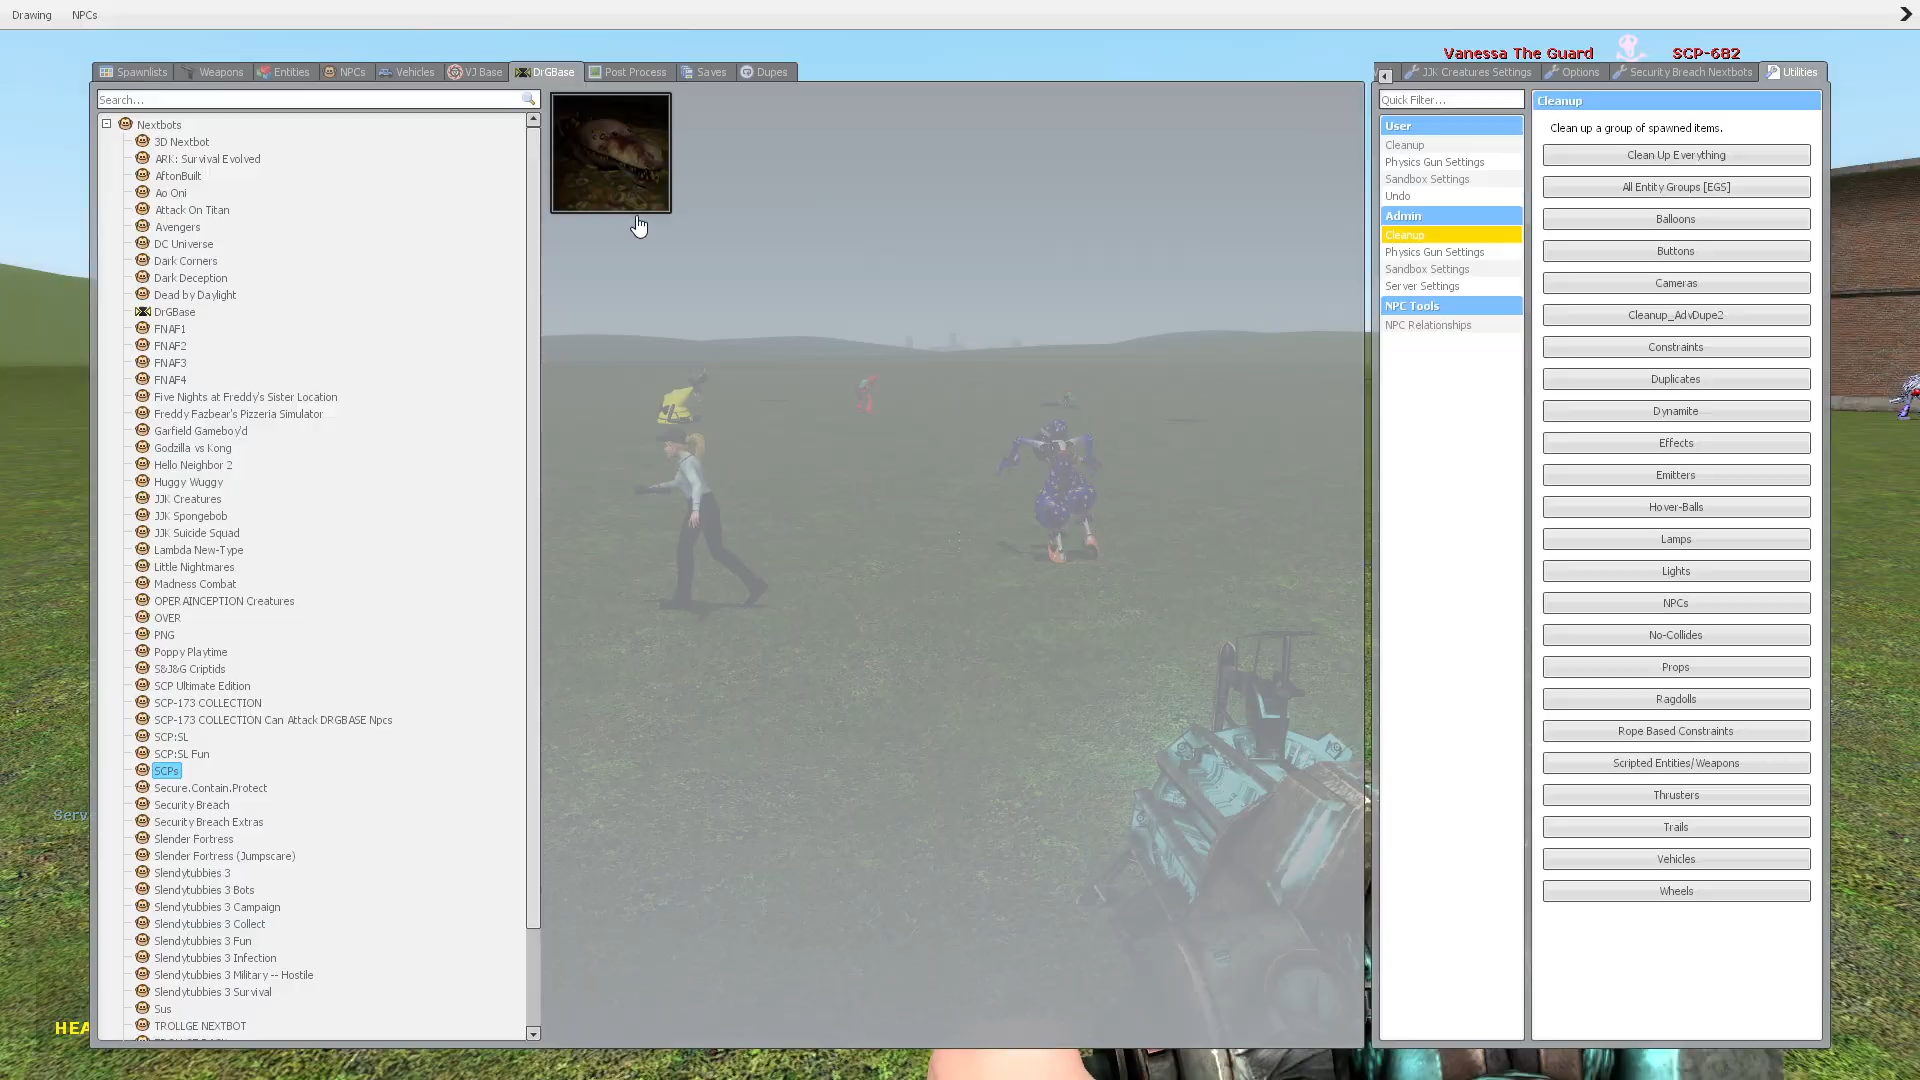 Drawing NPCs
Vanessa The Guard SCP-682
Spawnlists Weapons Entities NPCs Vehicles VJ Base DrGBase Post Process Saves Dupes
JJK Creatures Settings Options Security Breach Nextbots Utilities
Search...
Nextbots
3D Nextbot
ARK: Survival Evolved
AftonBuilt
Ao Oni
Attack On Titan
Avengers
DC Universe
Dark Corners
Dark Deception
Dead by Daylight
DrGBase
FNAF1
FNAF2
FNAF3
FNAF4
Five Nights at Freddy's Sister Location
Freddy Fazbear's Pizzeria Simulator
Garfield Gameboy'd
Godzilla vs Kong
Hello Neighbor 2
Huggy Wuggy
JJK Creatures
JJK Spongebob
JJK Suicide Squad
Lambda New-Type
Little Nightmares
Madness Combat
OPERAINCEPTION Creatures
OVER
PNG
Poppy Playtime
S&J&G Criptids
SCP Ultimate Edition
SCP-173 COLLECTION
SCP-173 COLLECTION Can Attack DRGBASE Npcs
SCP:SL
SCP:SL Fun
SCPs
Secure.Contain.Protect
Security Breach
Security Breach Extras
Slender Fortress
Slender Fortress (Jumpscare)
Slendytubbies 3
Slendytubbies 3 Bots
Slendytubbies 3 Campaign
Slendytubbies 3 Collect
Slendytubbies 3 Fun
Slendytubbies 3 Infection
Slendytubbies 3 Military -- Hostile
Slendytubbies 3 Survival
Sus
TROLLGE NEXTBOT
Serv
HEA
Quick Filter...
User
Cleanup
Physics Gun Settings
Sandbox Settings
Undo
Admin
Cleanup
Physics Gun Settings
Sandbox Settings
Server Settings
NPC Tools
NPC Relationships
Cleanup
Clean up a group of spawned items.
Clean Up Everything
All Entity Groups [EGS]
Balloons
Buttons
Cameras
Cleanup_AdvDupe2
Constraints
Duplicates
Dynamite
Effects
Emitters
Hover-Balls
Lamps
Lights
NPCs
No-Collides
Props
Ragdolls
Rope Based Constraints
Scripted Entities/Weapons
Thrusters
Trails
Vehicles
Wheels